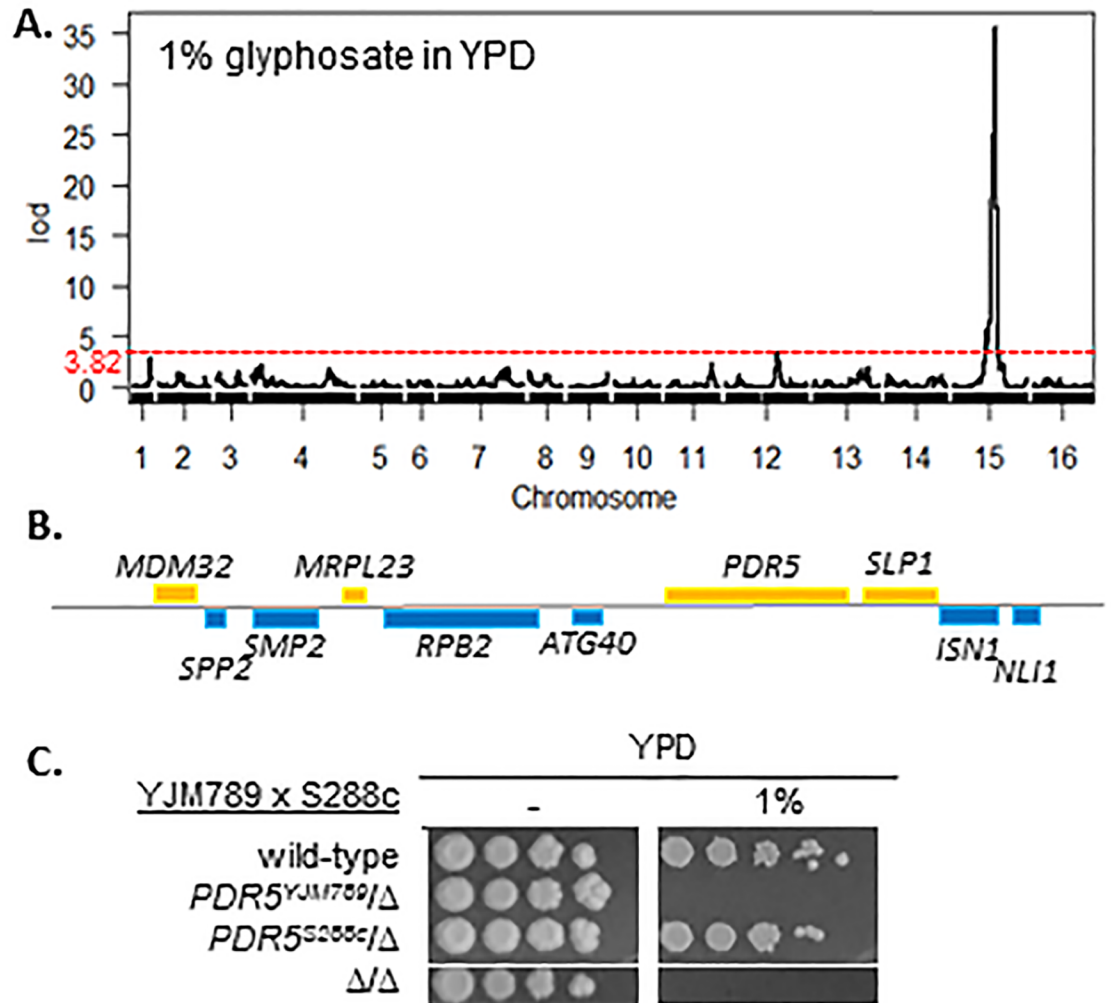 A.
1% glyphosate in YPD
lod
35
30
25
20
15
10
5
3.82
0
1 2 3 4 5 6 7 8 9 10 11 12 13 14 15 16
Chromosome
B.
MDM32 MRPL23 PDR5 SLP1
SPP2 SMP2 RPB2 ATG40 ISN1 NLI1
C.
YPD
YJM789 x S288c - 1%
wild-type
PDR5YJM789/Δ
PDR5S288c/Δ
Δ/Δ